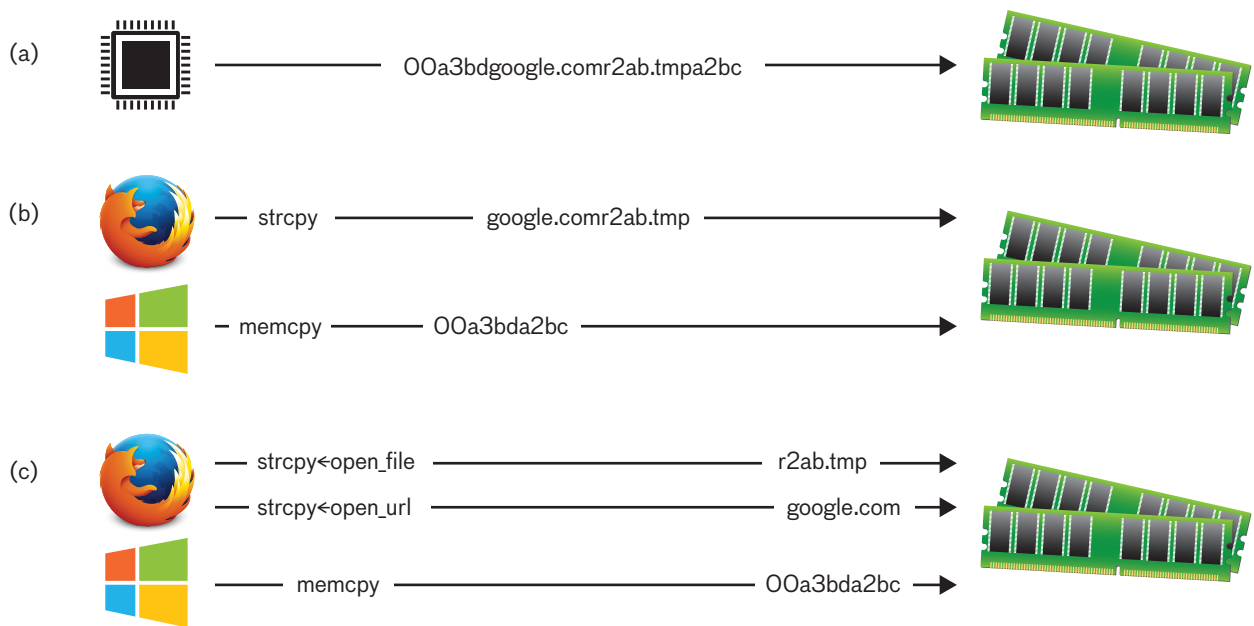 (a) OOa3bdgoogle.comr2ab.tmpa2bc
(b) strcpy google.comr2ab.tmp
memcpy OOa3bda2bc
(c) strcpy←open_file r2ab.tmp
strcpy←open_url google.com
memcpy OOa3bda2bc